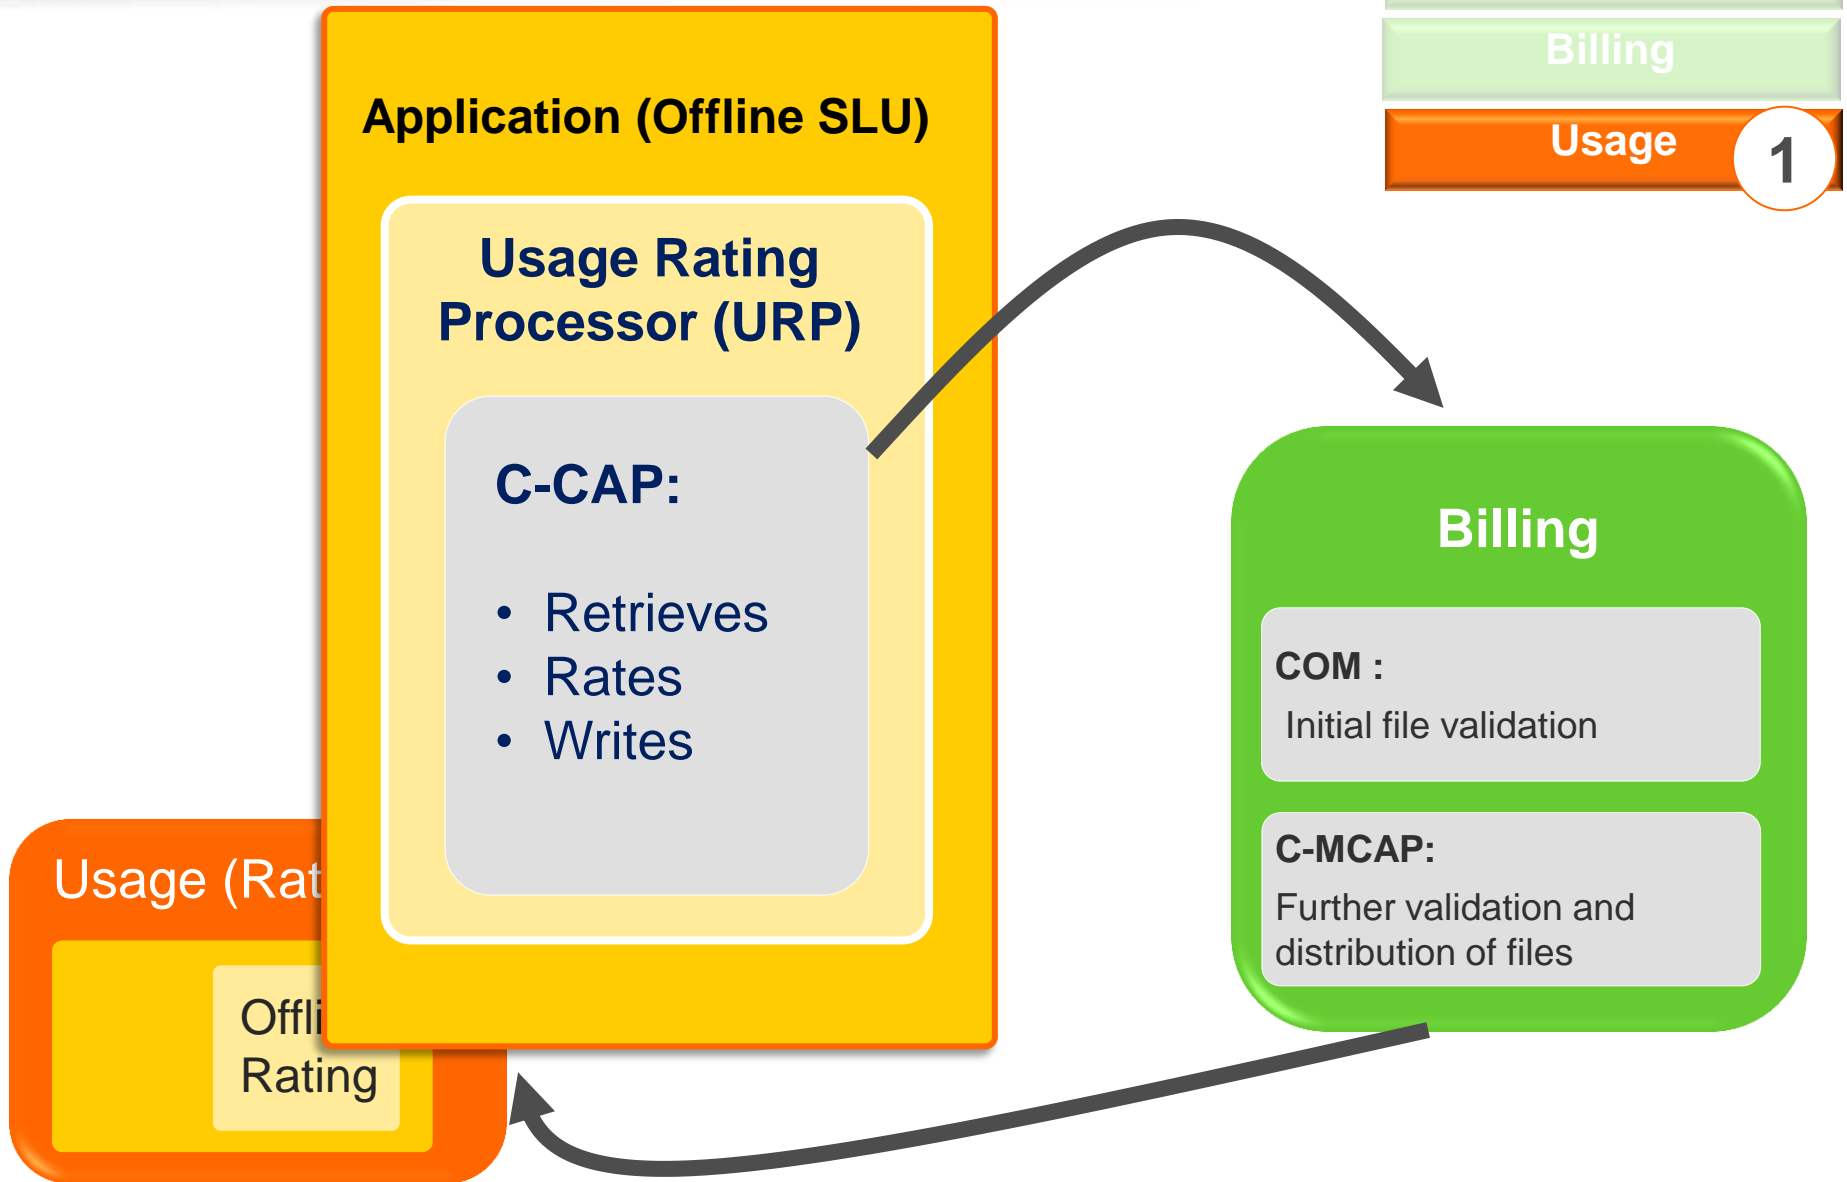 Billing
Usage
1
Application (Offline SLU)
Usage Rating
Processor (URP)
C-CAP:
• Retrieves
• Rates
• Writes
Billing
COM :
Initial file validation
C-MCAP:
Further validation and
distribution of files
Usage (Rat
Offli
Rating